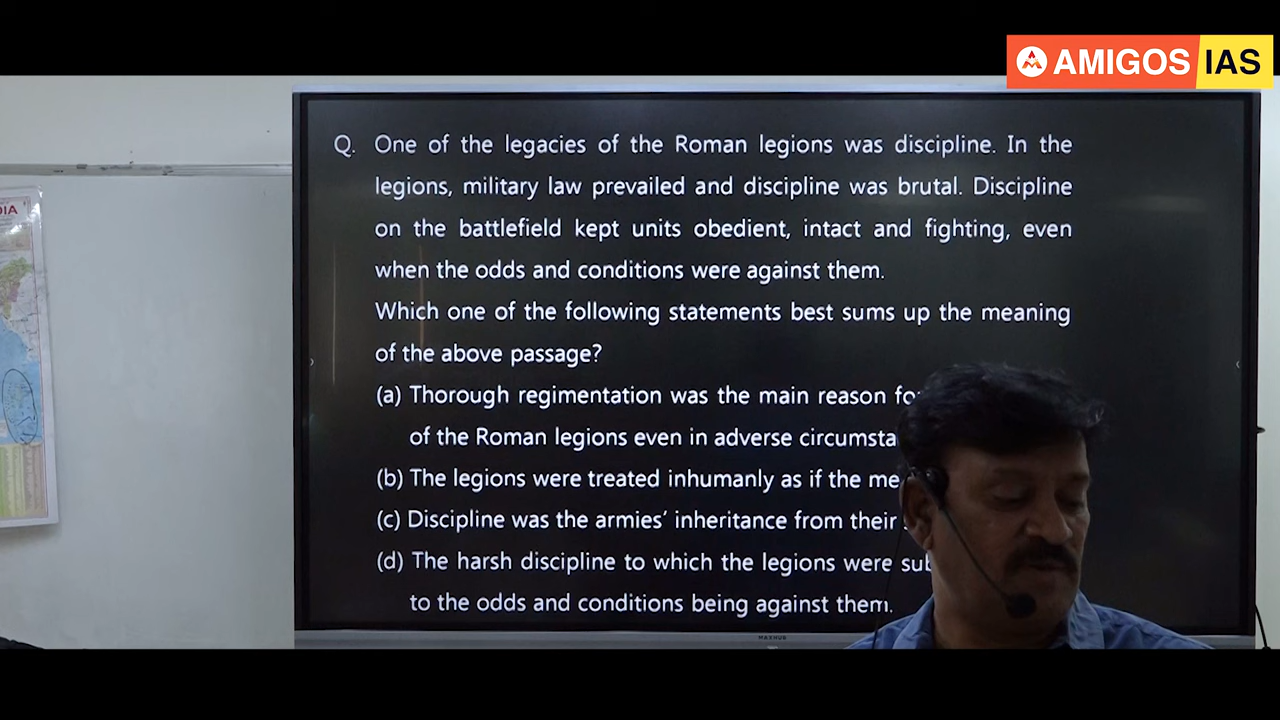 AMIGOS IAS
DIA
Q. One of the legacies of the Roman legions was discipline. In the
legions, military law prevailed and discipline was brutal. Discipline
on the battlefield kept units obedient, intact and fighting, even
when the odds and conditions were against them.
Which one of the following statements best sums up the meaning
of the above passage?
(a) Thorough regimentation was the main reason
of the Roman legions even in adverse
(b) The legions were treated inhumanly as if the
(c) Discipline was the armies' inheritance from their
(d) The harsh discipline to which the legions were
to the odds and conditions being against them.
MAXHUB